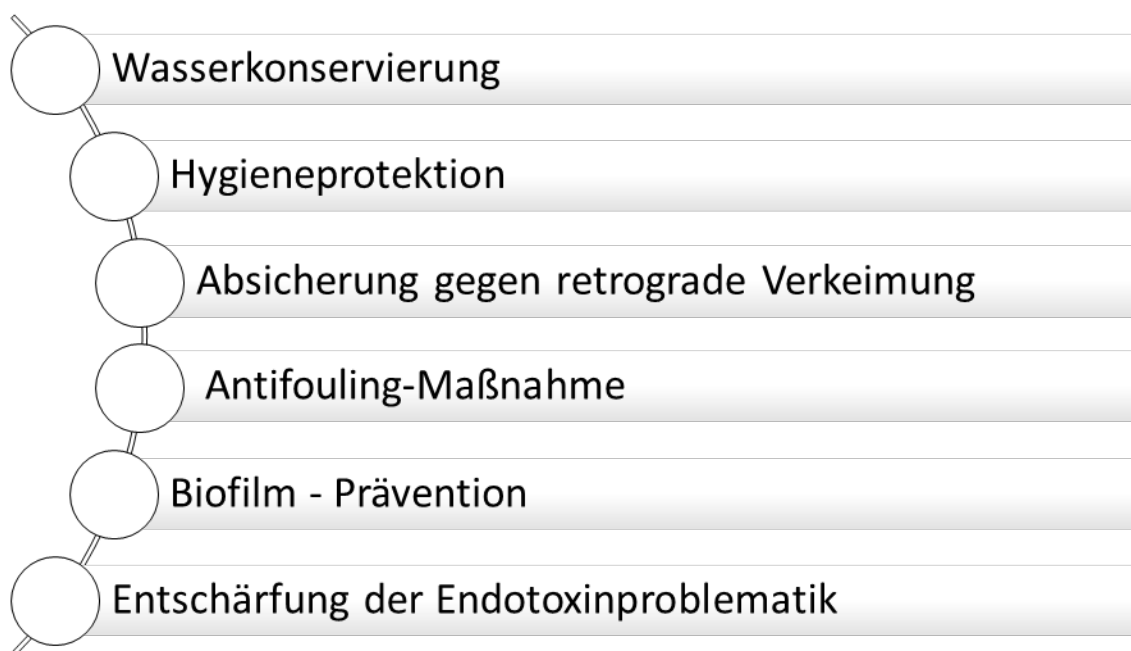 Wasserkonservierung
Hygieneprotektion
Absicherung gegen retrograde Verkeimung
Antifouling-Maßnahme
Biofilm - Prävention
Entschärfung der Endotoxinproblematik